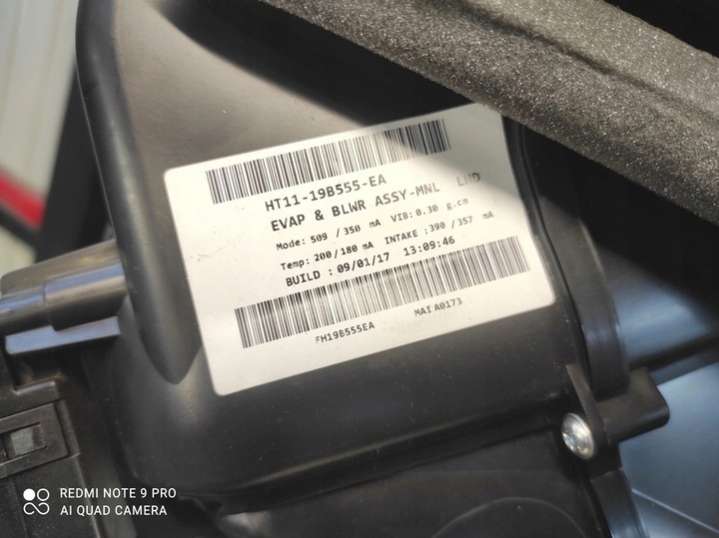 HT11-19B555-EA
EVAP & BLWR ASSY-MNL LHD
Mode: 509 /350 mA VIB:0.30 g.cm
Temp: 200/180 mA INTAKE :390 /357 mA
BUILD : 09/01/17 13:09:46
FH19B555EA
REDMI NOTE 9 PRO
AI QUAD CAMERA